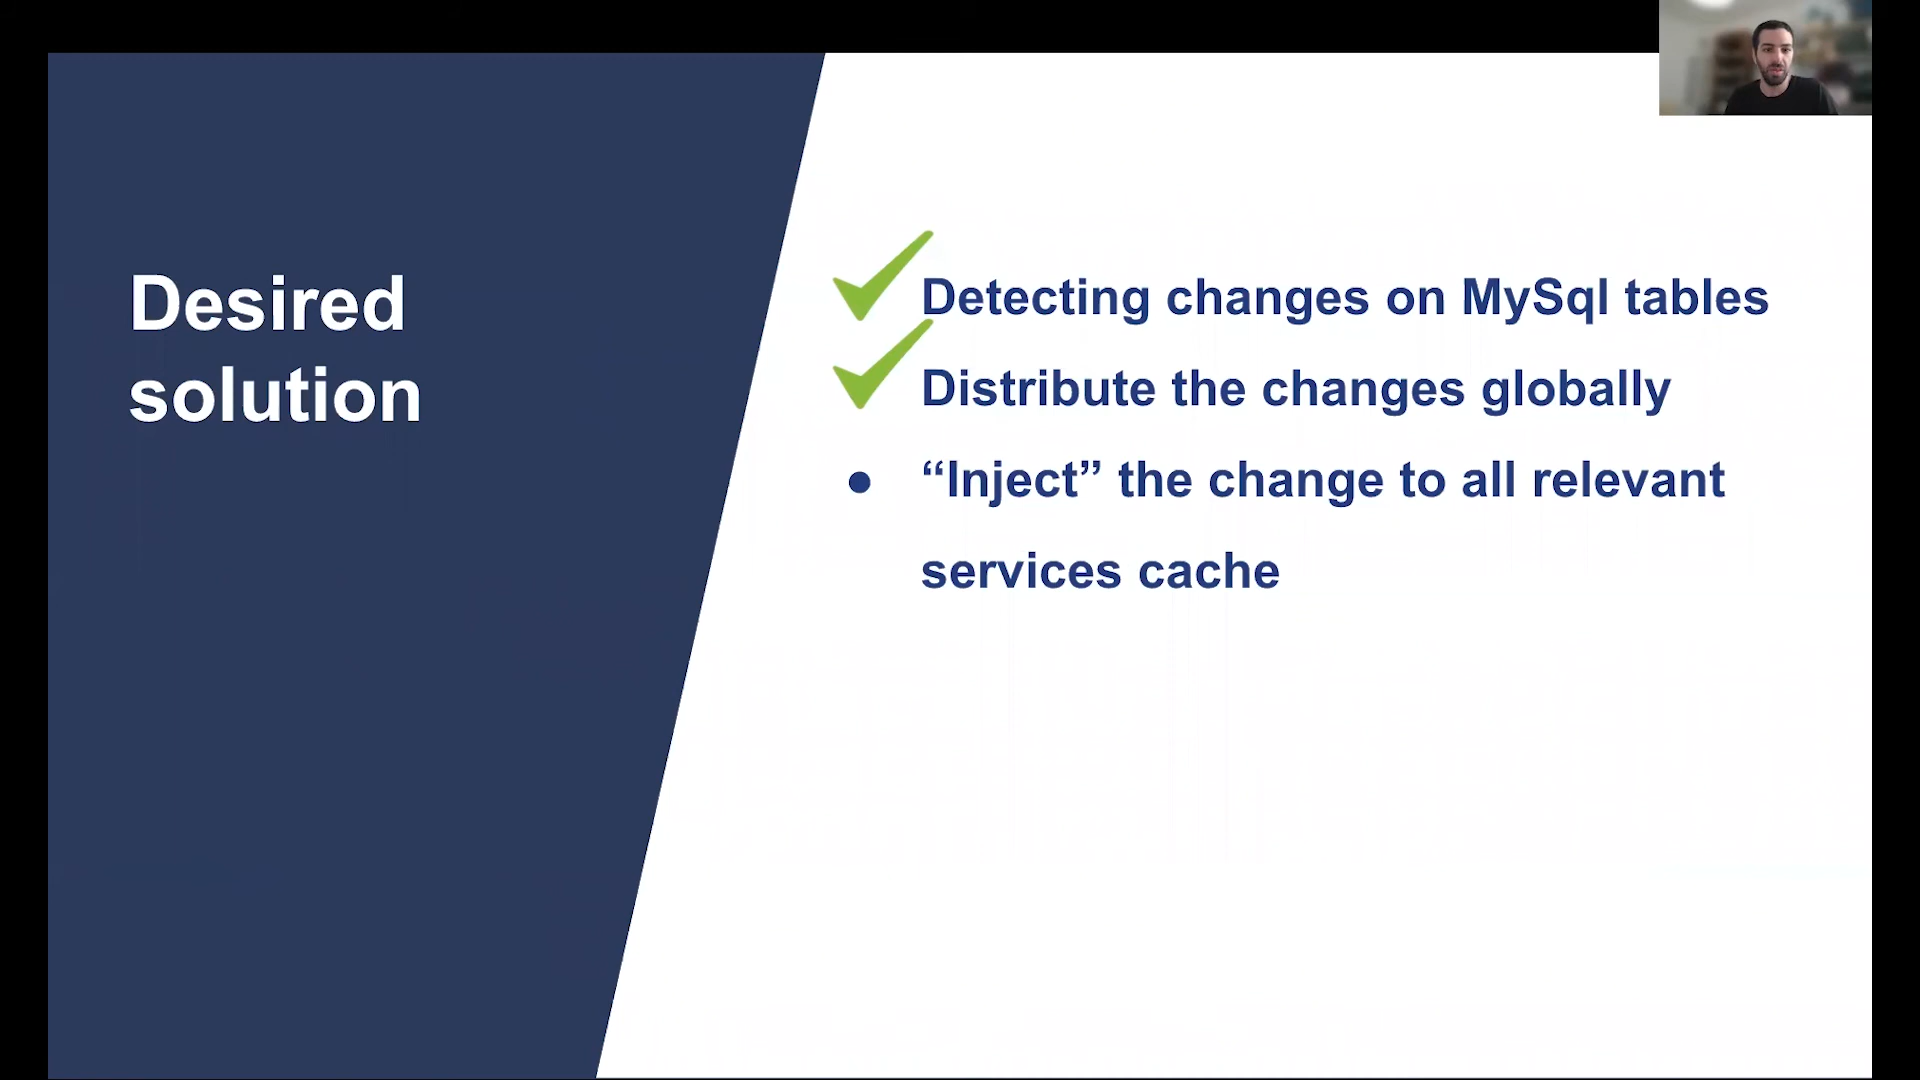 Desired
solution
Detecting changes on MySql tables
Distribute the changes globally
“Inject” the change to all relevant
services cache